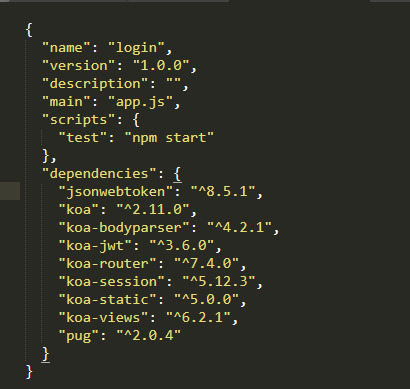 {
"name": "login",
"version": "1.0.0",
"description": "",
"main": "app.js",
"scripts": {
"test": "npm start"
},
"dependencies": {
"jsonwebtoken": "^8.5.1",
"koa": "^2.11.0",
"koa-bodyparser": "^4.2.1",
"koa-jwt": "^3.6.0",
"koa-router": "^7.4.0",
"koa-session": "^5.12.3",
"koa-static": "^5.0.0",
"koa-views": "^6.2.1",
"pug": "^2.0.4"
}
}